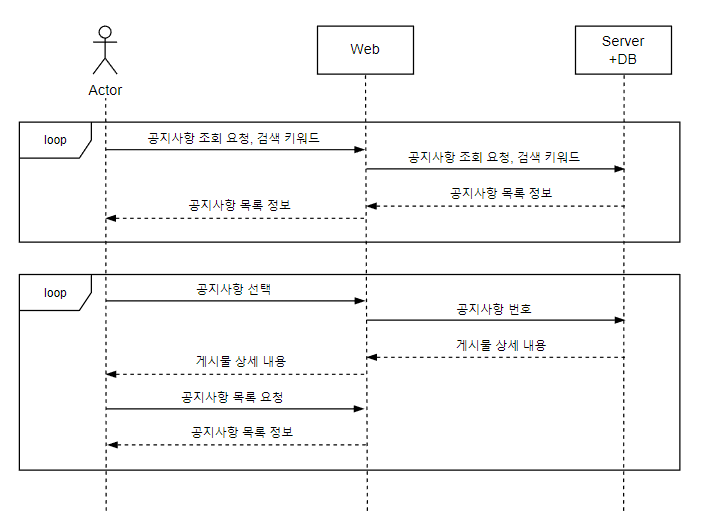 Actor
Web
Server
+DB
loop
공지사항 조회 요청, 검색 키워드
공지사항 조회 요청, 검색 키워드
공지사항 목록 정보
공지사항 목록 정보
loop
공지사항 선택
공지사항 번호
게시물 상세 내용
게시물 상세 내용
공지사항 목록 요청
공지사항 목록 정보